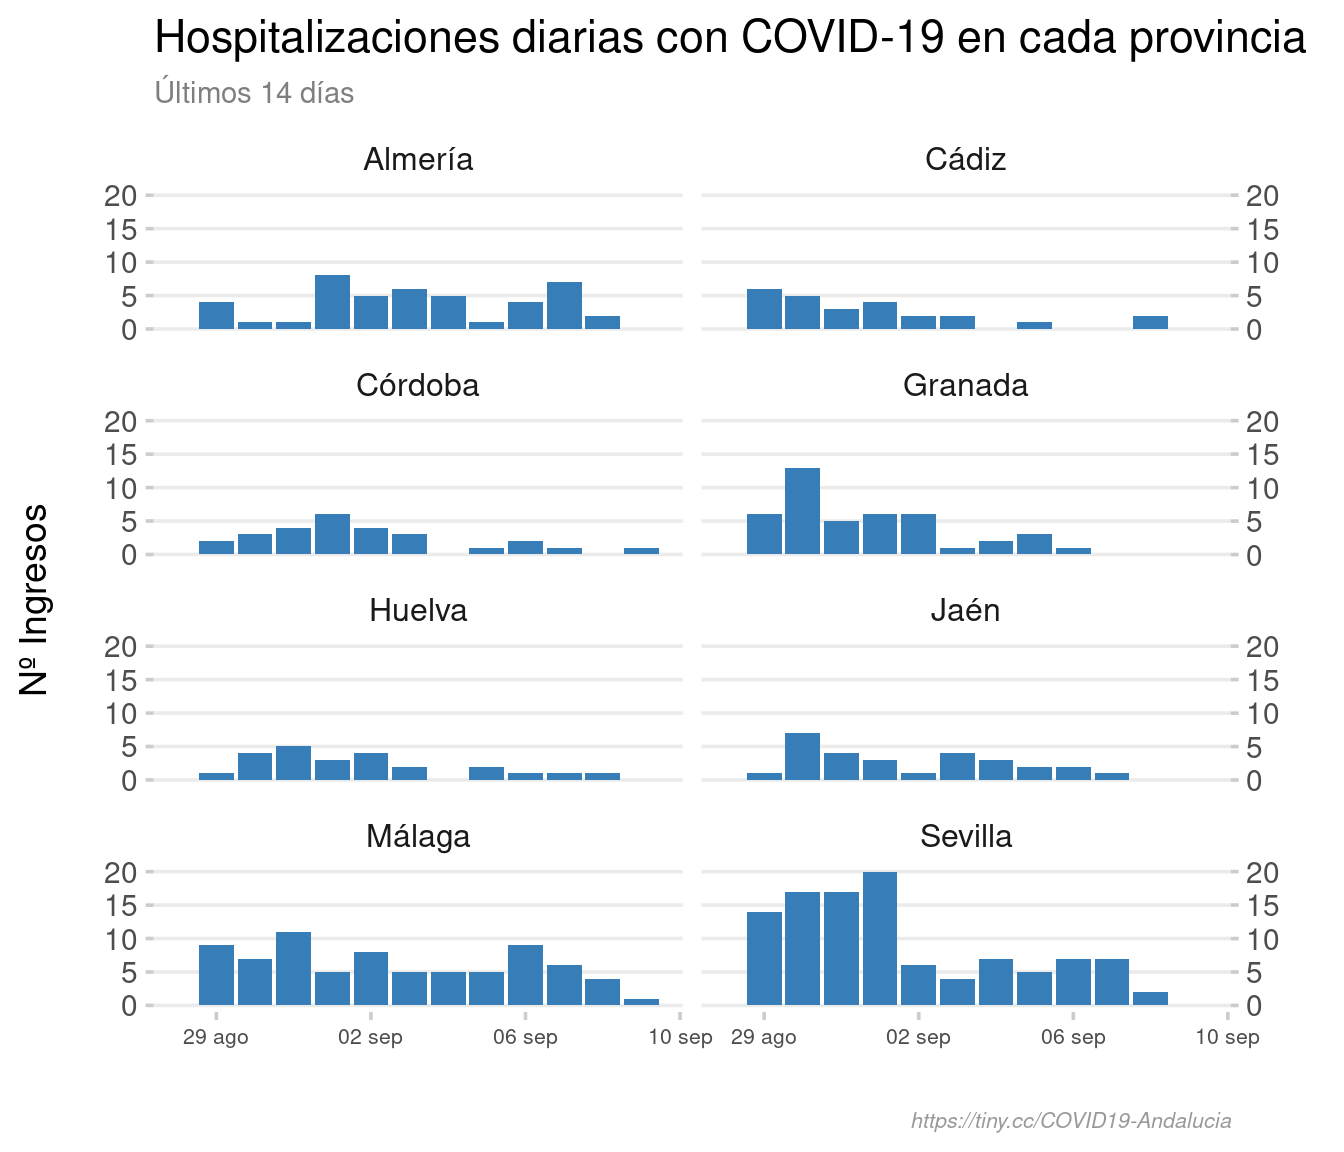 Hospitalizaciones diarias con COVID-19 en cada provincia
Últimos 14 días
Nº Ingresos
Almería
20
15
10
5
0
Cádiz
20
15
10
5
0
Córdoba
20
15
10
5
0
Granada
20
15
10
5
0
Huelva
20
15
10
5
0
Jaén
20
15
10
5
0
Málaga
20
15
10
5
0
29 ago 02 sep 06 sep 10 sep
Sevilla
20
15
10
5
0
29 ago 02 sep 06 sep 10 sep
https://tiny.cc/COVID19-Andalucia